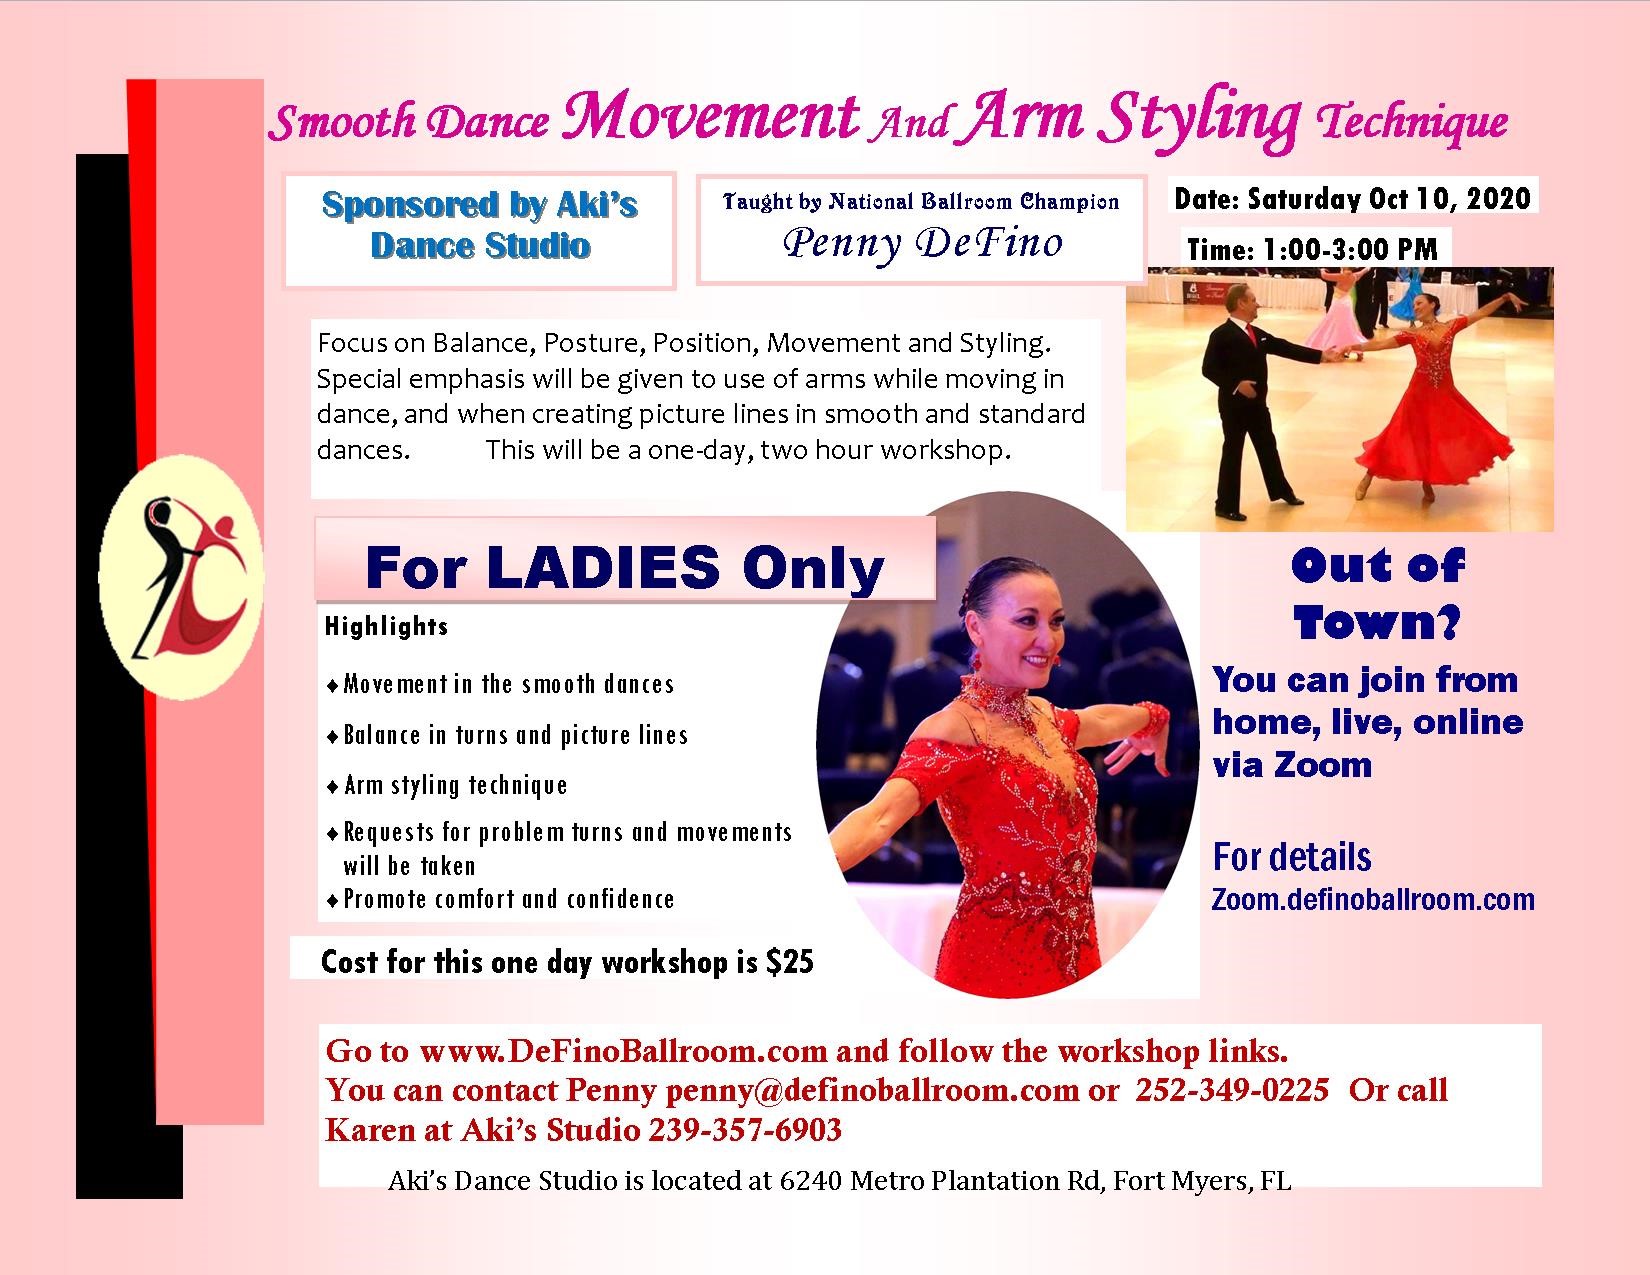 Smooth Dance Movement And Arm Styling Technique
Sponsored by Aki's
Dance Studio
Taught by National Ballroom Champion
Penny DeFino
Date: Saturday Oct 10, 2020
Time: 1:00-3:00 PM
Focus on Balance, Posture, Position, Movement and Styling.
Special emphasis will be given to use of arms while moving in
dance, and when creating picture lines in smooth and standard
dances. This will be a one-day, two hour workshop.
For LADIES Only
Highlights
♦Movement in the smooth dances
♦Balance in turns and picture lines
♦Arm styling technique
♦Requests for problem turns and movements
will be taken
♦Promote comfort and confidence
Cost for this one day workshop is $25
Out of
Town?
You can join from
home, live, online
via Zoom
For details
Zoom.definoballroom.com
Go to www.DeFinoBallroom.com and follow the workshop links.
You can contact Penny penny@definoballroom.com or 252-349-0225 Or call
Karen at Aki's Studio 239-357-6903
Aki's Dance Studio is located at 6240 Metro Plantation Rd, Fort Myers, FL